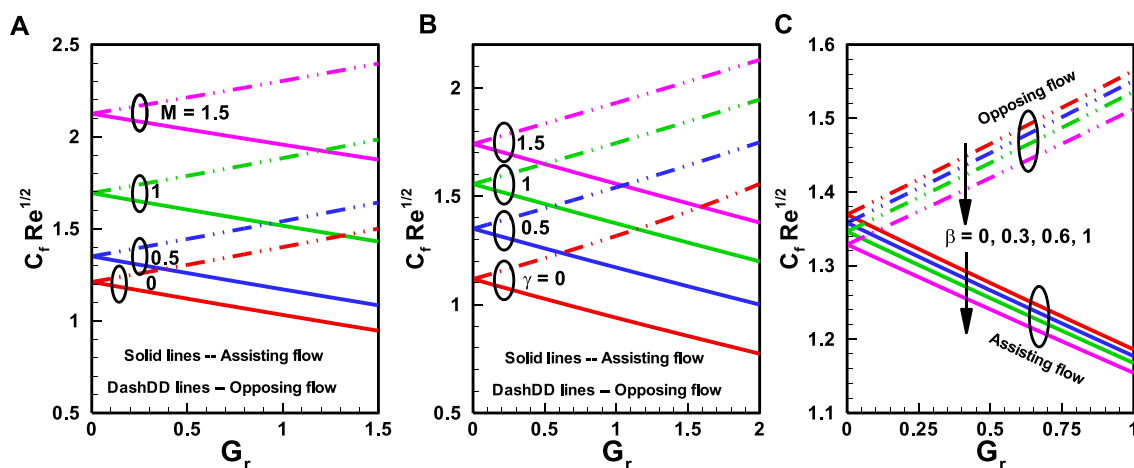 A
2.5
2
1.5
1
0.5
C_f Re^1/2
M = 1.5
1
0.5
0
Solid lines -- Assisting flow
DashDD lines – Opposing flow
0 0.5 1 1.5
G_r
B
2
1.5
1
0.5
C_f Re^1/2
1.5
1
0.5
γ = 0
Solid lines -- Assisting flow
DashDD lines – Opposing flow
0 0.5 1 1.5 2
G_r
C
1.6
1.5
1.4
1.3
1.2
1.1
C_f Re^1/2
Opposing flow
β = 0, 0.3, 0.6, 1
Assisting flow
0 0.25 0.5 0.75 1
G_r